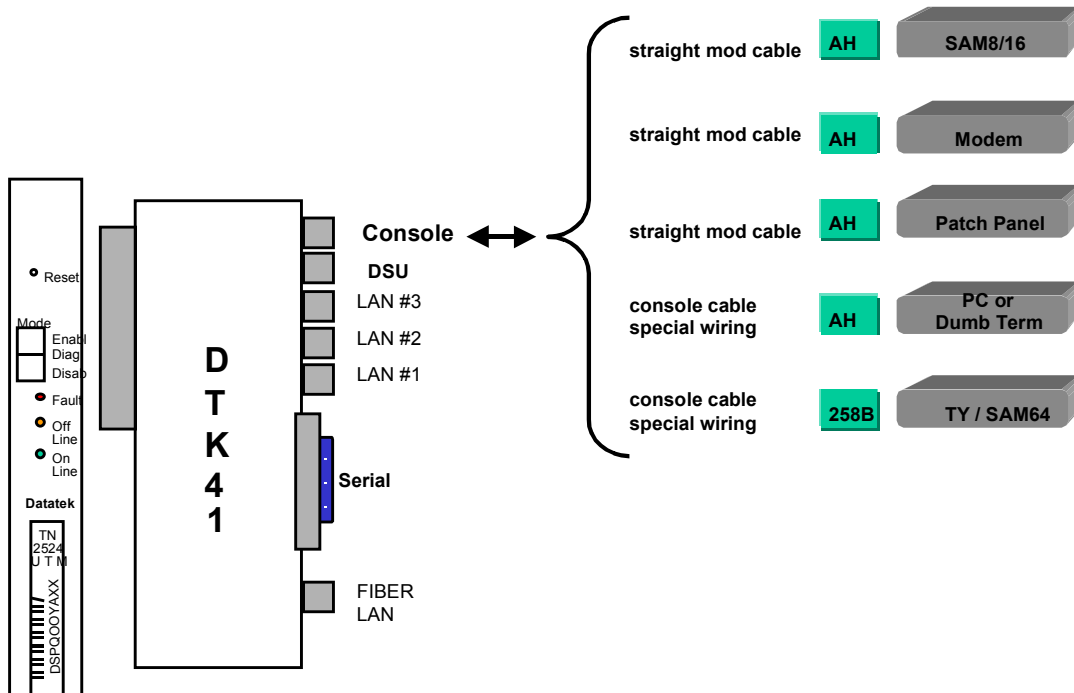 Reset
Mode
Enabl
Diag
Disab
Fault
Off
Line
On
Line
Datatek
TN
2524
U T M
DSPQOOYAXX
D
T
K
4
1
Console
DSU
LAN #3
LAN #2
LAN #1
Serial
FIBER
LAN
straight mod cable
AH
SAM8/16
straight mod cable
AH
Modem
straight mod cable
AH
Patch Panel
console cable
special wiring
AH
PC or
Dumb Term
console cable
special wiring
258B
TY / SAM64